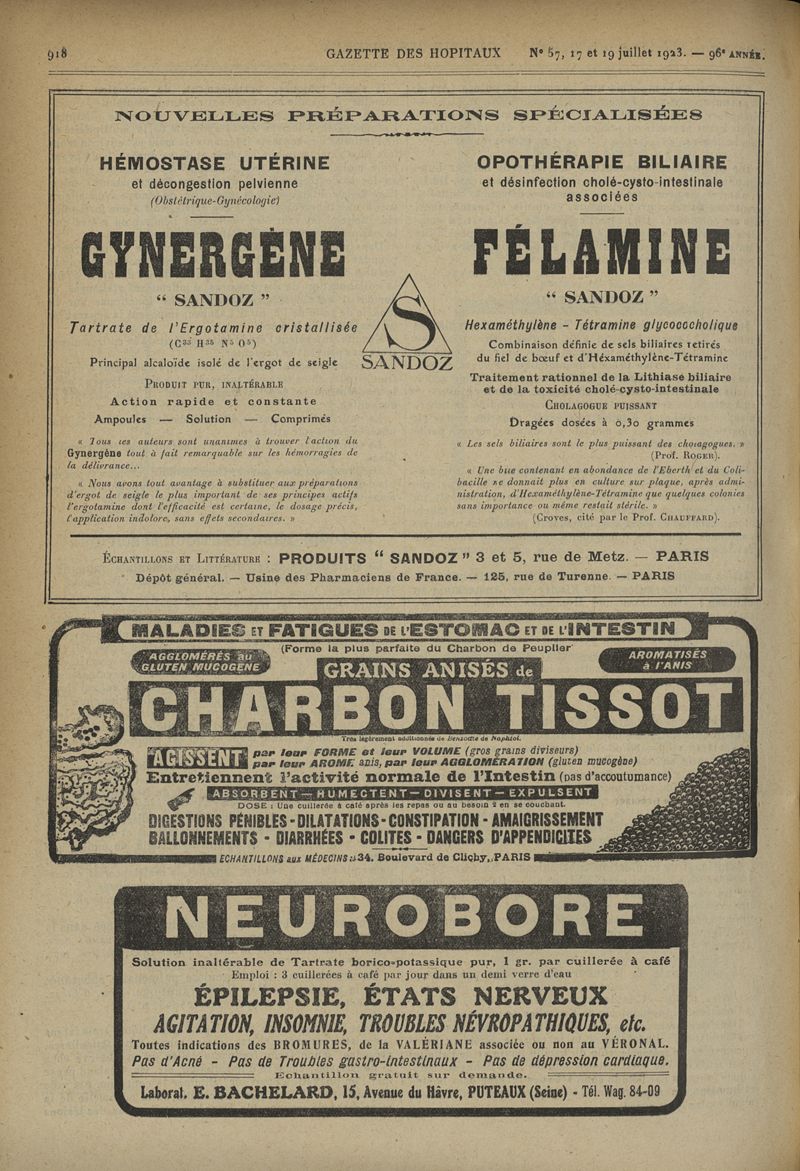 918
GAZETTE DES HOPITAUX N° 57, 17 et 19 juillet 1923. — 96e ANNÉE.
NOUVELLES PRÉPARATIONS SPÉCIALISÉES
HÉMOSTASE UTÉRINE
et décongestion pelvienne
(Obstétrique-Gynécologie)
GYNERGÈNE
“ SANDOZ ”
Tartrate de l'Ergotamine cristallisée
(C33 H35 N5 O5)
Principal alcaloïde isolé de l'ergot de seigle
PRODUIT PUR, INALTÉRABLE
Action rapide et constante
Ampoules — Solution — Comprimés
« Tous les auteurs sont unanimes à trouver l'action du
Gynergène tout à fait remarquable sur les hémorragies de
la délivrance...
« Nous avons tout avantage à substituer aux préparations
d'ergot de seigle le plus important de ses principes actifs
l'ergotamine dont l'efficacité est certaine, le dosage précis,
l'application indolore, sans effets secondaires. »
S
SANDOZ
OPOTHÉRAPIE BILIAIRE
et désinfection cholé-cysto-intestinale
associées
FÉLAMINE
“ SANDOZ ”
Hexaméthylène - Tétramine glycococholique
Combinaison définie de sels biliaires retirés
du fiel de bœuf et d'Héxaméthylène-Tétramine
Traitement rationnel de la Lithiase biliaire
et de la toxicité cholé-cysto-intestinale
CHOLAGOGUE PUISSANT
Dragées dosées à 0,30 grammes
« Les sels biliaires sont le plus puissant des cholagogues. »
(Prof. ROGER).
« Une bile contenant en abondance de l'Eberth et du Coli-
bacille ne donnait plus en culture sur plaque, après admi-
nistration, d'Hexaméthylène-Tétramine que quelques colonies
sans importance ou même restait stérile. »
(Croves, cité par le Prof. CHAUFFARD).
ÉCHANTILLONS ET LITTÉRATURE : PRODUITS “ SANDOZ ” 3 et 5, rue de Metz. — PARIS
Dépôt général. — Usine des Pharmaciens de France. — 125, rue de Turenne. — PARIS
MALADIES ET FATIGUES DE L'ESTOMAC ET DE L'INTESTIN
(Forme la plus parfaite du Charbon de Peuplier
AGGLOMÉRÉS au
GLUTEN MUCOGÈNE
GRAINS ANISÉS de
AROMATISÉS
à l'ANIS
CHARBON TISSOT
Très légèrement additionnés de Benzoate de Naphtol.
AGISSENT
par leur FORME et leur VOLUME (gros grains diviseurs)
par leur AROME anis, par leur AGGLOMÉRATION (gluten mucogène)
Entretiennent l'activité normale de l'Intestin (pas d'accoutumance)
ABSORBENT — HUMECTENT — DIVISENT — EXPULSENT
DOSE : Une cuillerée à café après les repas ou au besoin 2 en se couchant.
DIGESTIONS PÉNIBLES - DILATATIONS - CONSTIPATION - AMAIGRISSEMENT
BALLONNEMENTS - DIARRHÉES - COLITES - DANGERS D'APPENDICITES
ECHANTILLONS aux MÉDECINS : 34, Boulevard de Clichy, PARIS
NEUROBORE
Solution inaltérable de Tartrate borico-potassique pur, 1 gr. par cuillerée à café
Emploi : 3 cuillerées à café par jour dans un demi verre d'eau
ÉPILEPSIE, ÉTATS NERVEUX
AGITATION, INSOMNIE, TROUBLES NÉVROPATHIQUES, etc.
Toutes indications des BROMURES, de la VALÉRIANE associée ou non au VÉRONAL.
Pas d'Acné - Pas de Troubles gastro-intestinaux - Pas de dépression cardiaque.
Echantillon gratuit sur demande.
Laborat. E. BACHELARD, 15, Avenue du Hâvre, PUTEAUX (Seine) - Tél. Wag. 84-09